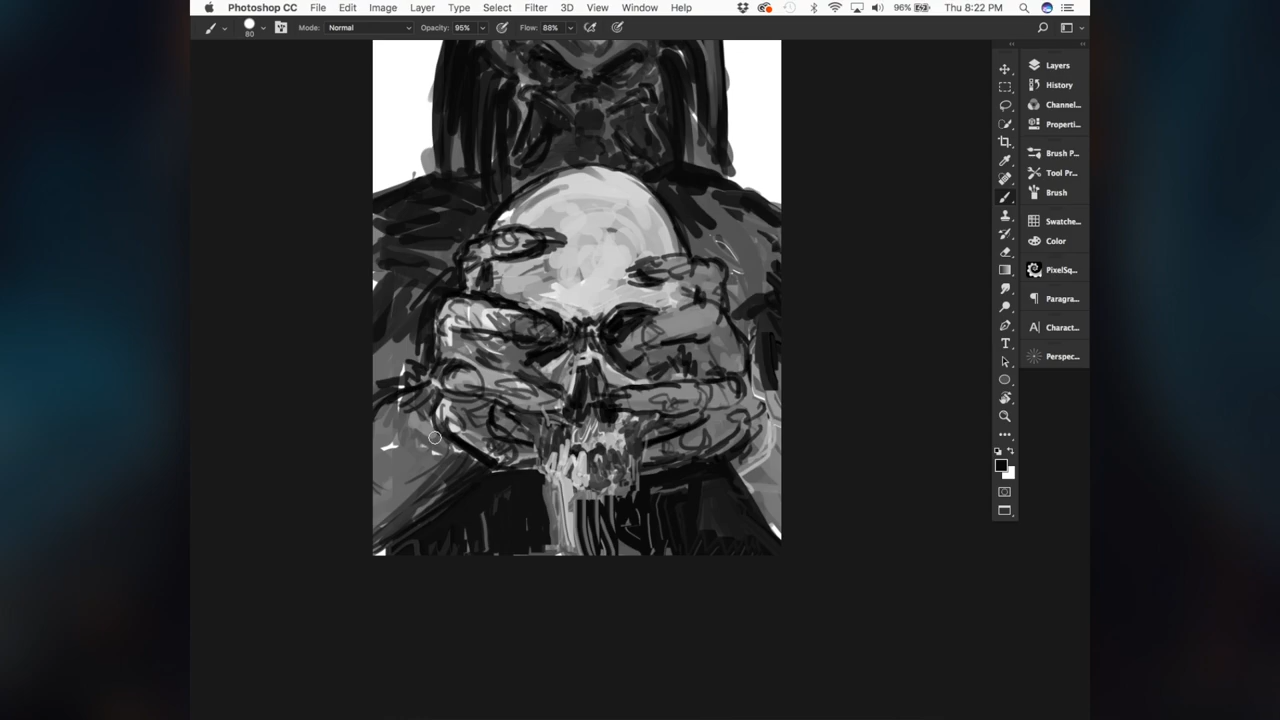 Photoshop CC File Edit Image Layer Type Select Filter 3D View Window Help 96% Thu 8:22 PM
80 Mode: Normal Opacity: 95% Flow: 88%
Layers
History
Channel...
Properti...
Brush P...
Tool Pr...
Brush
Swatche...
Color
PixelSq...
Paragra...
Charact...
Perspec...